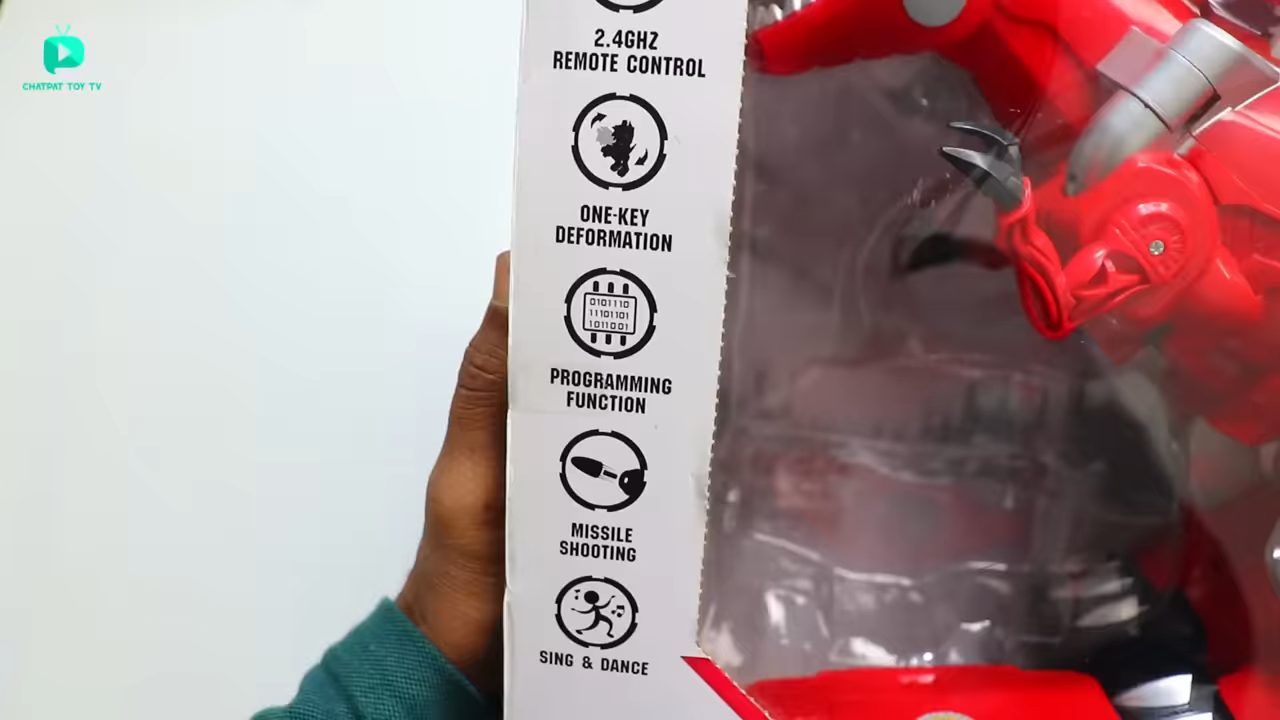 CHATPAT TOY TV
2.4GHZ
REMOTE CONTROL
ONE-KEY
DEFORMATION
0101110
11101101
1011001
PROGRAMMING
FUNCTION
MISSILE
SHOOTING
SING & DANCE